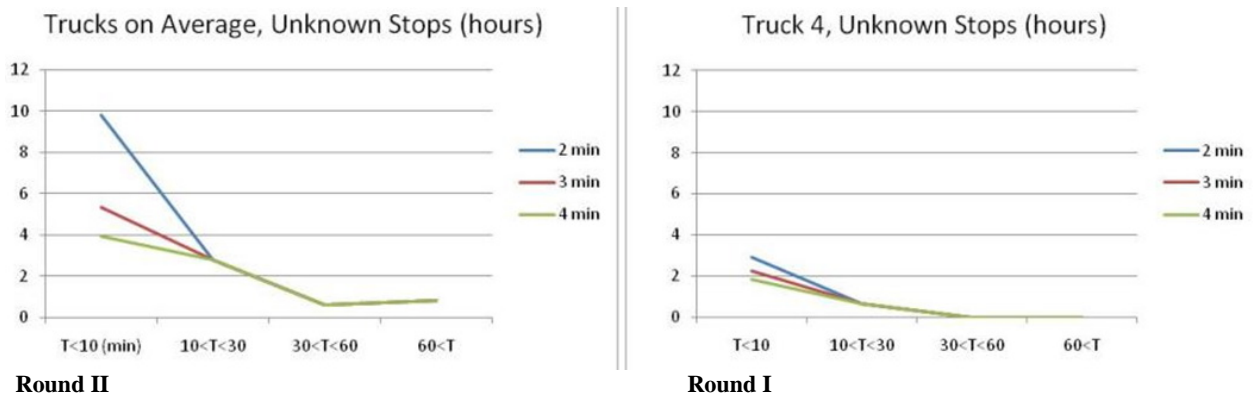 Trucks on Average, Unknown Stops (hours)
12
10
8
6
4
2
0
T<10 (min) 10<T<30 30<T<60 60<T
2 min
3 min
4 min
Round II
Truck 4, Unknown Stops (hours)
12
10
8
6
4
2
0
T<10 10<T<30 30<T<60 60<T
2 min
3 min
4 min
Round I